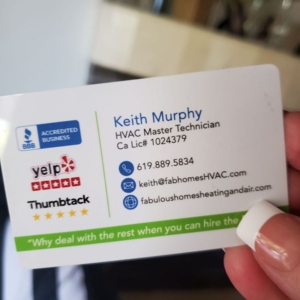 BBB
ACCREDITED
BUSINESS
yelp
Thumbtack
Keith Murphy
HVAC Master Technician
Ca Lic# 1024379
619.889.5834
keith@fabhomesHVAC.com
fabuloushomesheatingandair.com
"Why deal with the rest when you can hire the